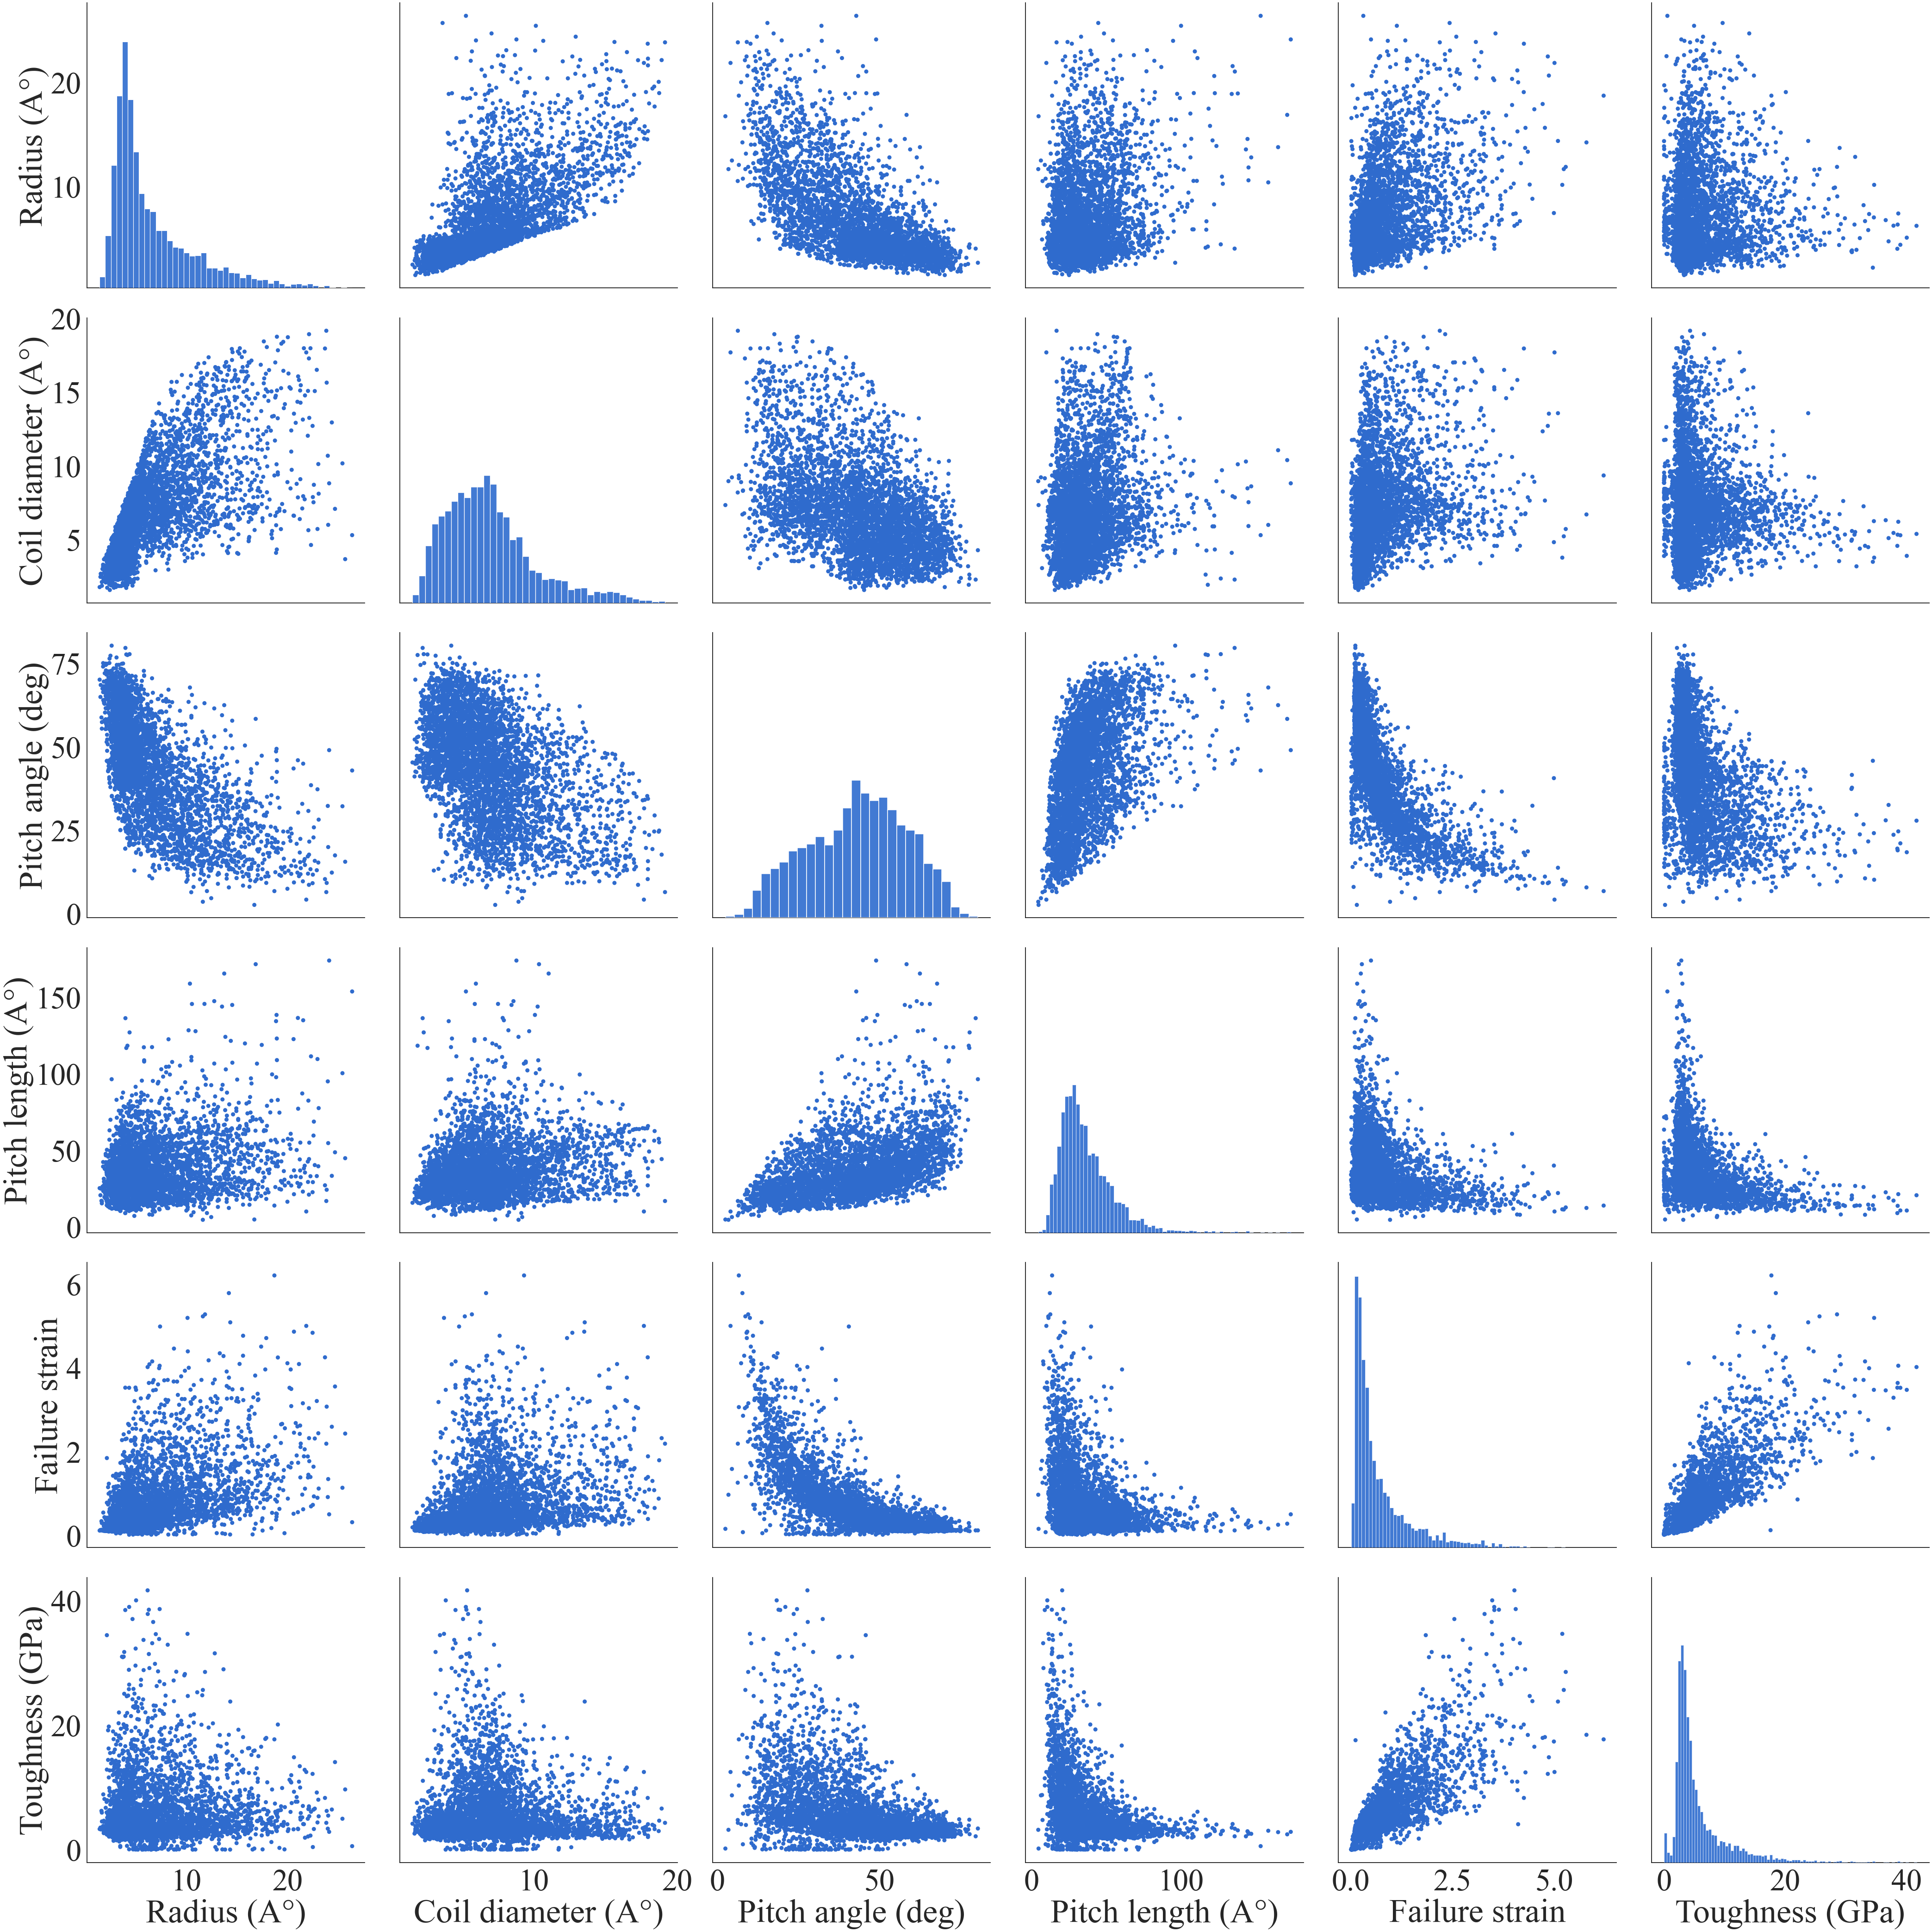 Radius (A°)
20
10
Coil diameter (A°)
20
15
10
5
Pitch angle (deg)
75
50
25
0
Pitch length (A°)
150
100
50
0
Failure strain
6
4
2
0
Toughness (GPa)
40
20
0
10 20 10 20 0 50 0 100 0.0 2.5 5.0 0 20 40
Radius (A°) Coil diameter (A°) Pitch angle (deg) Pitch length (A°) Failure strain Toughness (GPa)